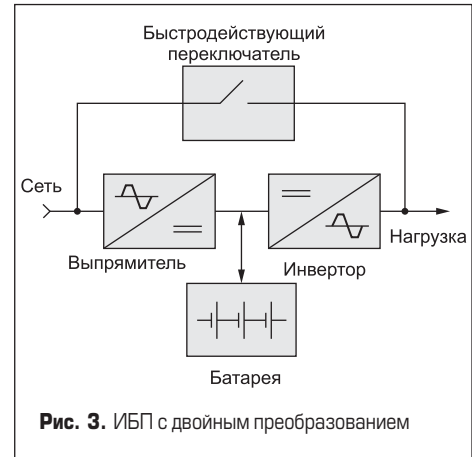 Быстродействующий
переключатель
Сеть
Нагрузка
Выпрямитель
Инвертор
Батарея
Рис. 3. ИБП с двойным преобразованием